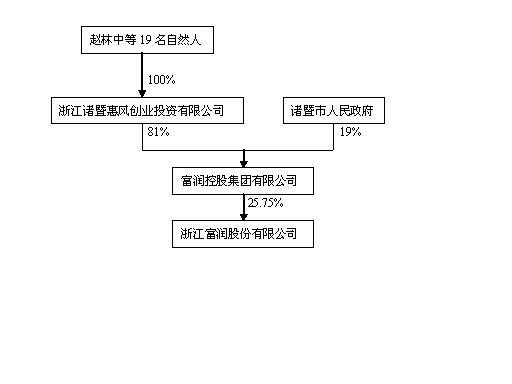 赵林中等 19 名自然人
100%
浙江诸暨惠风创业投资有限公司
诸暨市人民政府
81%
19%
富润控股集团有限公司
25.75%
浙江富润股份有限公司